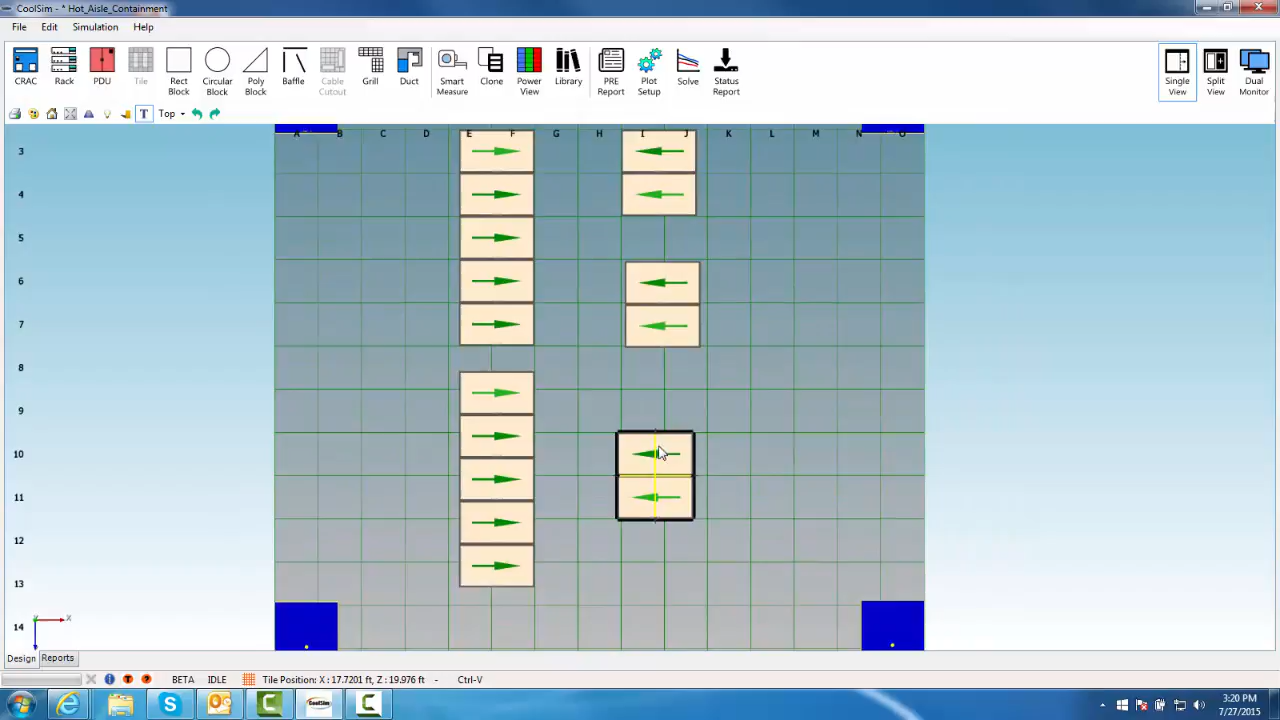 CoolSim - * Hot_Aisle_Containment
File Edit Simulation Help
CRAC Rack PDU Tile Rect Block Circular Block Poly Block Baffle Cable Cutout Grill Duct Smart Measure Clone Power View Library PRE Report Plot Setup Solve Status Report Single View Split View Dual Monitor
T Top
A B C D E F G H I J K L M N O
3
4
5
6
7
8
9
10
11
12
13
14
Y X
Design Reports
BETA IDLE Tile Position: X : 17.7201 ft, Z : 19.976 ft - Ctrl-V
3:20 PM
7/27/2015